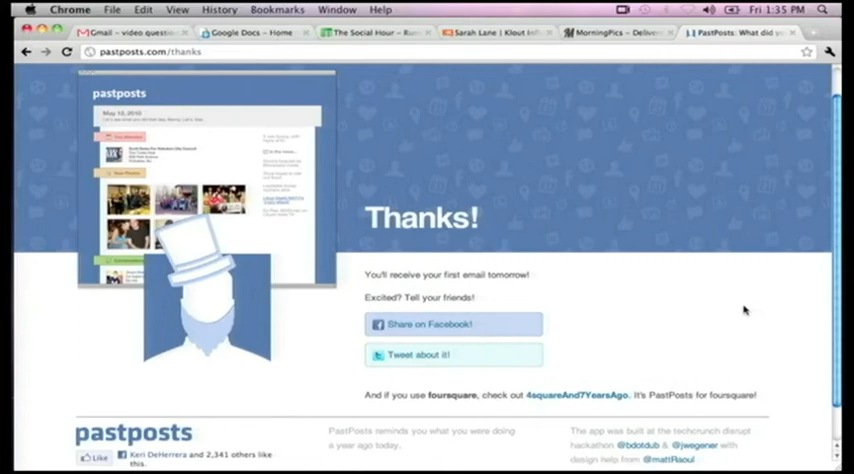 Chrome File Edit View History Bookmarks Window Help
Fri 1:35 PM
Gmail – video questio
Google Docs – Home
The Social Hour – Run
Sarah Lane | Klout Infl
MorningPics – Deliver
PastPosts: What did yo
pastposts.com/thanks
pastposts
May 12, 2010
Thanks!
You'll receive your first email tomorrow!
Excited? Tell your friends!
Share on Facebook!
Tweet about it!
And if you use foursquare, check out 4squareAnd7YearsAgo. It's PastPosts for foursquare!
pastposts
Like
Keri DeHerrera and 2,341 others like
this.
PastPosts reminds you what you were doing
a year ago today.
The app was built at the techcrunch disrupt
hackathon @bdotdub & @jwegener with
design help from @mattRaoul